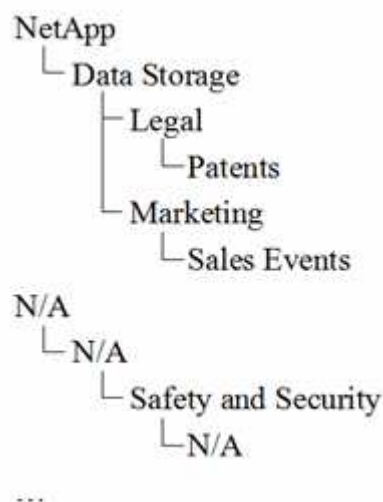 NetApp
Data Storage
Legal
Patents
Marketing
Sales Events
N/A
N/A
Safety and Security
N/A
...